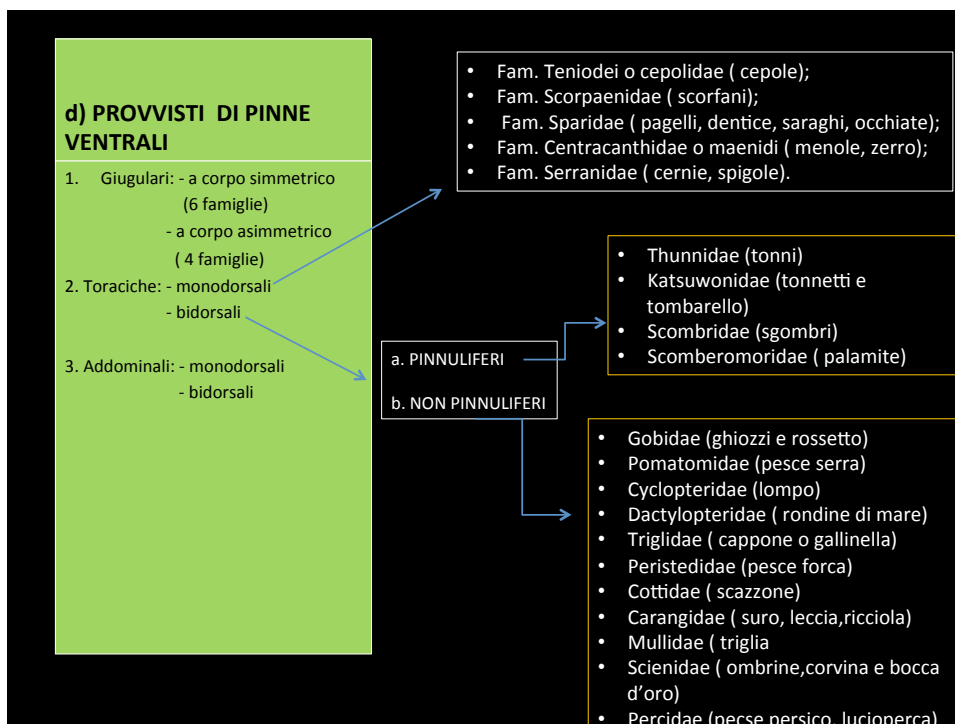 d) PROVVISTI DI PINNE
VENTRALI
1. Giugulari: - a corpo simmetrico
(6 famiglie)
- a corpo asimmetrico
( 4 famiglie)
2. Toraciche: - monodorsali
- bidorsali
3. Addominali: - monodorsali
- bidorsali
• Fam. Teniodei o cepolidae ( cepole);
• Fam. Scorpaenidae ( scorfani);
• Fam. Sparidae ( pagelli, dentice, saraghi, occhiate);
• Fam. Centracanthidae o maenidi ( menole, zerro);
• Fam. Serranidae ( cernie, spigole).
a. PINNULIFERI
b. NON PINNULIFERI
• Thunnidae (tonni)
• Katsuwonidae (tonnetti e
tombarello)
• Scombridae (sgombri)
• Scomberomoridae ( palamite)
• Gobidae (ghiozzi e rossetto)
• Pomatomidae (pesce serra)
• Cyclopteridae (lompo)
• Dactylopteridae ( rondine di mare)
• Triglidae ( cappone o gallinella)
• Peristedidae (pesce forca)
• Cottidae ( scazzone)
• Carangidae ( suro, leccia,ricciola)
• Mullidae ( triglia
• Scienidae ( ombrine,corvina e bocca
d’oro)
• Percidae (pecse persico, lucioperca)